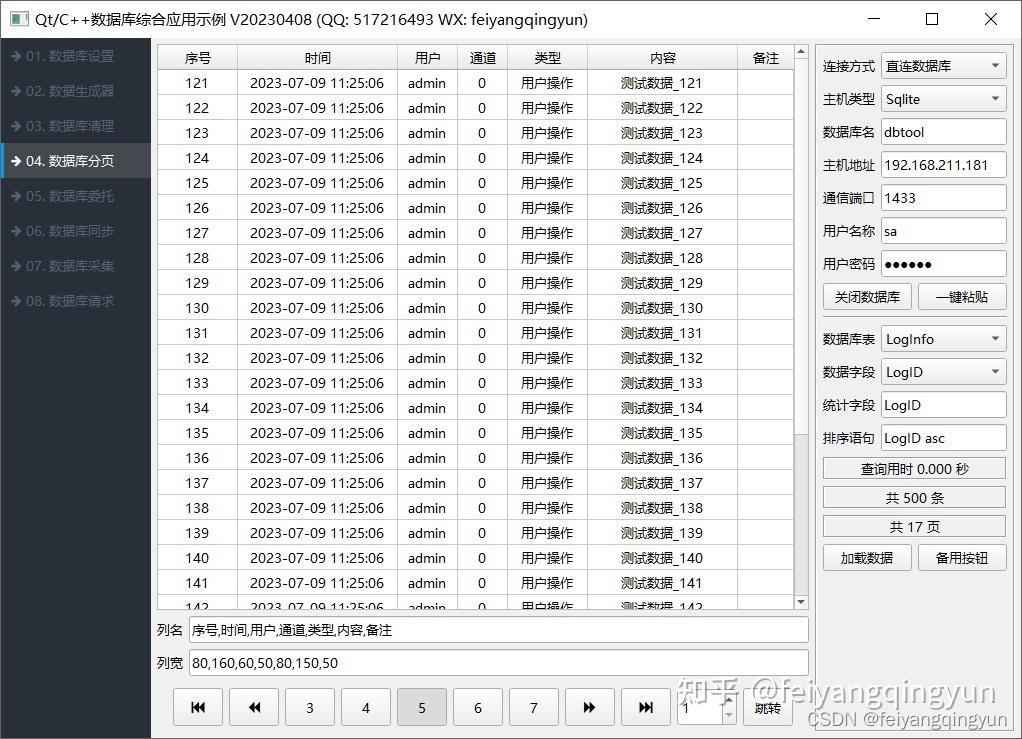 Qt/C++数据库综合应用示例 V20230408 (QQ: 517216493 WX: feiyangqingyun)
01. 数据库设置
02. 数据生成器
03. 数据库清理
04. 数据库分页
05. 数据库委托
06. 数据库同步
07. 数据库采集
08. 数据库请求
序号 时间 用户 通道 类型 内容 备注
121 2023-07-09 11:25:06 admin 0 用户操作 测试数据_121
122 2023-07-09 11:25:06 admin 0 用户操作 测试数据_122
123 2023-07-09 11:25:06 admin 0 用户操作 测试数据_123
124 2023-07-09 11:25:06 admin 0 用户操作 测试数据_124
125 2023-07-09 11:25:06 admin 0 用户操作 测试数据_125
126 2023-07-09 11:25:06 admin 0 用户操作 测试数据_126
127 2023-07-09 11:25:06 admin 0 用户操作 测试数据_127
128 2023-07-09 11:25:06 admin 0 用户操作 测试数据_128
129 2023-07-09 11:25:06 admin 0 用户操作 测试数据_129
130 2023-07-09 11:25:06 admin 0 用户操作 测试数据_130
131 2023-07-09 11:25:06 admin 0 用户操作 测试数据_131
132 2023-07-09 11:25:06 admin 0 用户操作 测试数据_132
133 2023-07-09 11:25:06 admin 0 用户操作 测试数据_133
134 2023-07-09 11:25:06 admin 0 用户操作 测试数据_134
135 2023-07-09 11:25:06 admin 0 用户操作 测试数据_135
136 2023-07-09 11:25:06 admin 0 用户操作 测试数据_136
137 2023-07-09 11:25:06 admin 0 用户操作 测试数据_137
138 2023-07-09 11:25:06 admin 0 用户操作 测试数据_138
139 2023-07-09 11:25:06 admin 0 用户操作 测试数据_139
140 2023-07-09 11:25:06 admin 0 用户操作 测试数据_140
141 2023-07-09 11:25:06 admin 0 用户操作 测试数据_141
142 2023-07-09 11:25:06 admin 0 用户操作 测试数据_142
列名 序号,时间,用户,通道,类型,内容,备注
列宽 80,160,60,50,80,150,50
3 4 5 6 7 1 跳转
连接方式 直连数据库
主机类型 Sqlite
数据库名 dbtool
主机地址 192.168.211.181
通信端口 1433
用户名称 sa
用户密码 ●●●●●●
关闭数据库 一键粘贴
数据库表 LogInfo
数据字段 LogID
统计字段 LogID
排序语句 LogID asc
查询用时 0.000 秒
共 500 条
共 17 页
加载数据 备用按钮
知乎 @feiyangqingyun
CSDN @feiyangqingyun